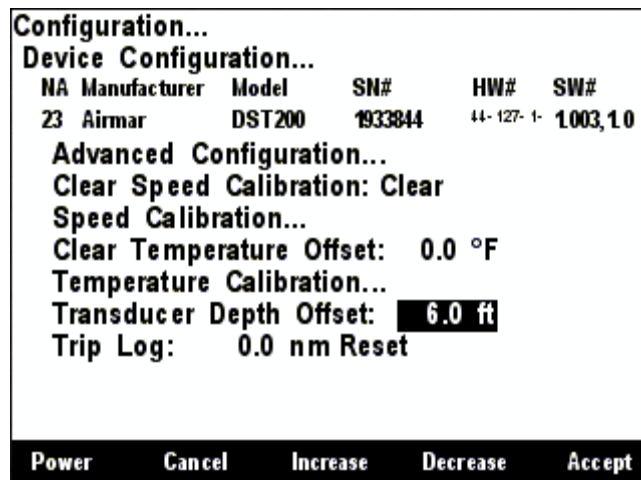 Configuration...
Device Configuration...
NA Manufacturer Model SN# HW# SW#
23 Airmar DST200 1933844 44-127-1- 1.003,1.0
Advanced Configuration...
Clear Speed Calibration: Clear
Speed Calibration...
Clear Temperature Offset: 0.0 °F
Temperature Calibration...
Transducer Depth Offset: 6.0 ft
Trip Log: 0.0 nm Reset
Power Cancel Increase Decrease Accept